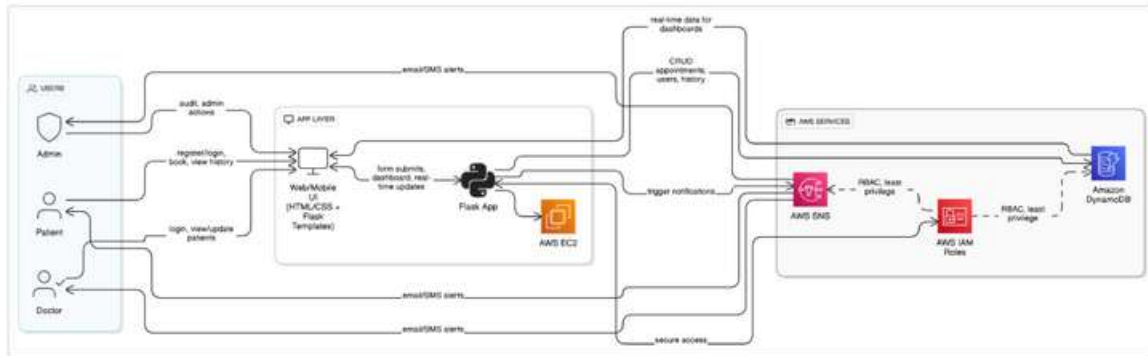 real-time data for
dashboards
CRUD
appointments,
users, history
email/SMS alerts
USERS
audit, admin
actions
Admin
register/login,
book, view history
Patient
login, view/update
patients
Doctor
APP LAYER
Web/Mobile
UI
(HTML/CSS +
Flask
Templates)
form submits,
dashboard, real-
time updates
Flask App
AWS EC2
trigger notifications
AWS SERVICES
AWS SNS
RBAC, least
privilege
AWS IAM
Roles
RBAC, least
privilege
Amazon
DynamoDB
email/SMS alerts
email/SMS alerts
secure access